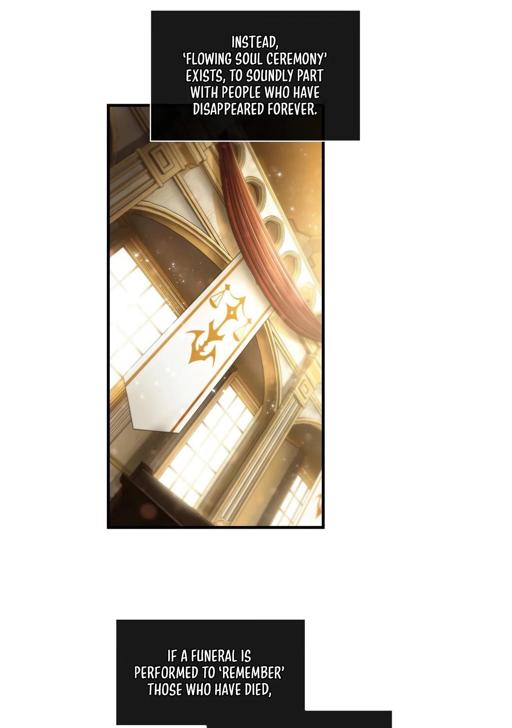 INSTEAD,
‘FLOWING SOUL CEREMONY’
EXISTS, TO SOUNDLY PART
WITH PEOPLE WHO HAVE
DISAPPEARED FOREVER.
IF A FUNERAL IS
PERFORMED TO ‘REMEMBER’
THOSE WHO HAVE DIED,